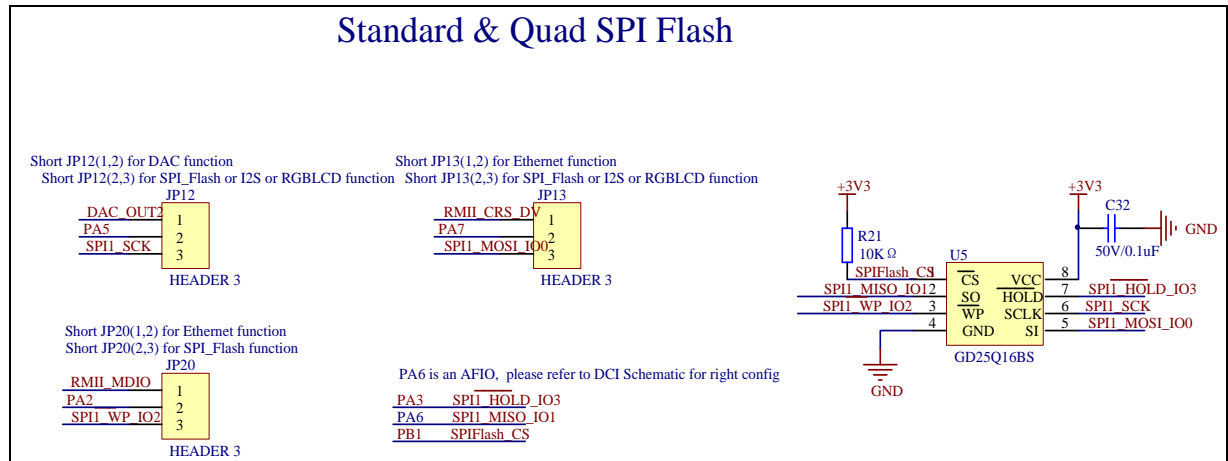 Standard & Quad SPI Flash
Short JP12(1,2) for DAC function
Short JP12(2,3) for SPI_Flash or I2S or RGBLCD function
JP12
DAC_OUT2
1
PA5
2
SPI1_SCK
3
HEADER 3
Short JP13(1,2) for Ethernet function
Short JP13(2,3) for SPI_Flash or I2S or RGBLCD function
JP13
RMII_CRS_DV
1
PA7
2
SPI1_MOSI_IO0
3
HEADER 3
Short JP20(1,2) for Ethernet function
Short JP20(2,3) for SPI_Flash function
JP20
RMII_MDIO
1
PA2
2
SPI1_WP_IO2
3
HEADER 3
PA6 is an AFIO, please refer to DCI Schematic for right config
PA3 SPI1_HOLD_IO3
PA6 SPI1_MISO_IO1
PB1 SPIFlash_CS
+3V3
R21
10KΩ
+3V3
C32
50V/0.1uF
GND
U5
SPIFlash_CS 1 CS VCC 8
SPI1_MISO_IO1 2 SO HOLD 7 SPI1_HOLD_IO3
SPI1_WP_IO2 3 WP SCLK 6 SPI1_SCK
4 GND SI 5 SPI1_MOSI_IO0
GD25Q16BS
GND